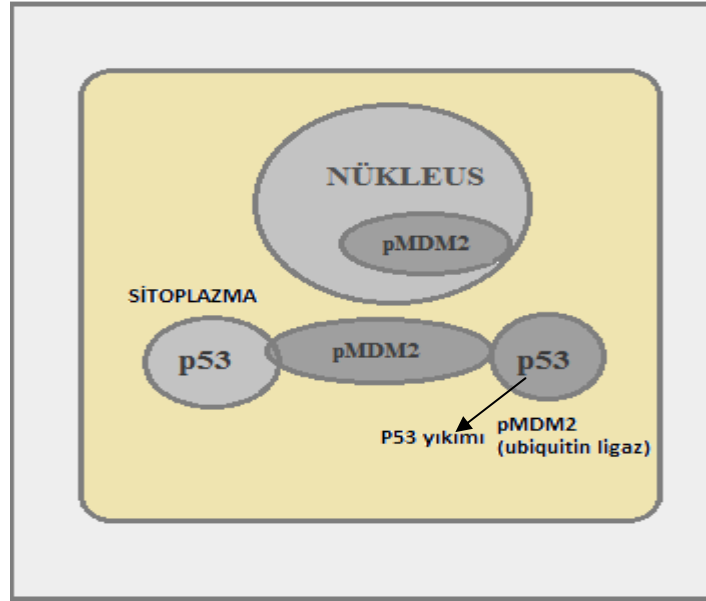 NÜKLEUS
pMDM2
SİTOPLAZMA
p53
pMDM2
p53
P53 yıkımı
pMDM2
(ubiquitin ligaz)